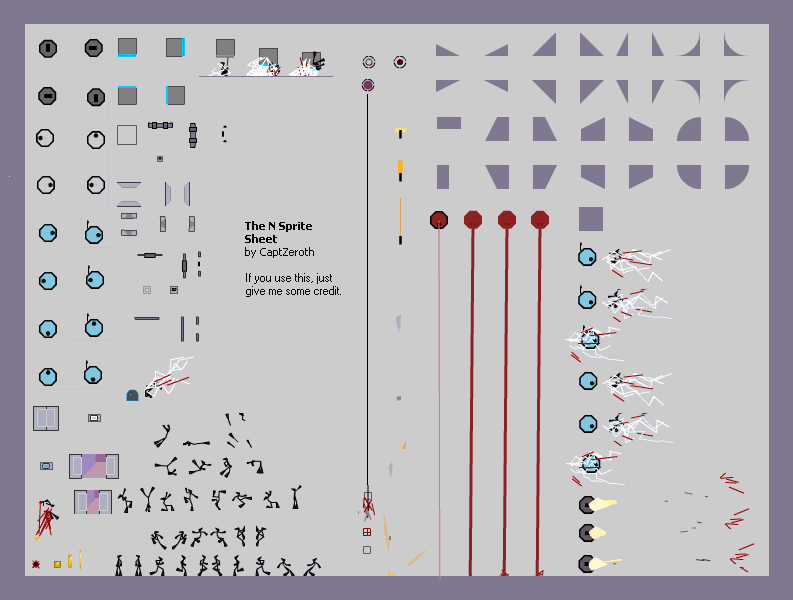 The N Sprite
Sheet
by CaptZeroth
If you use this, just
give me some credit.